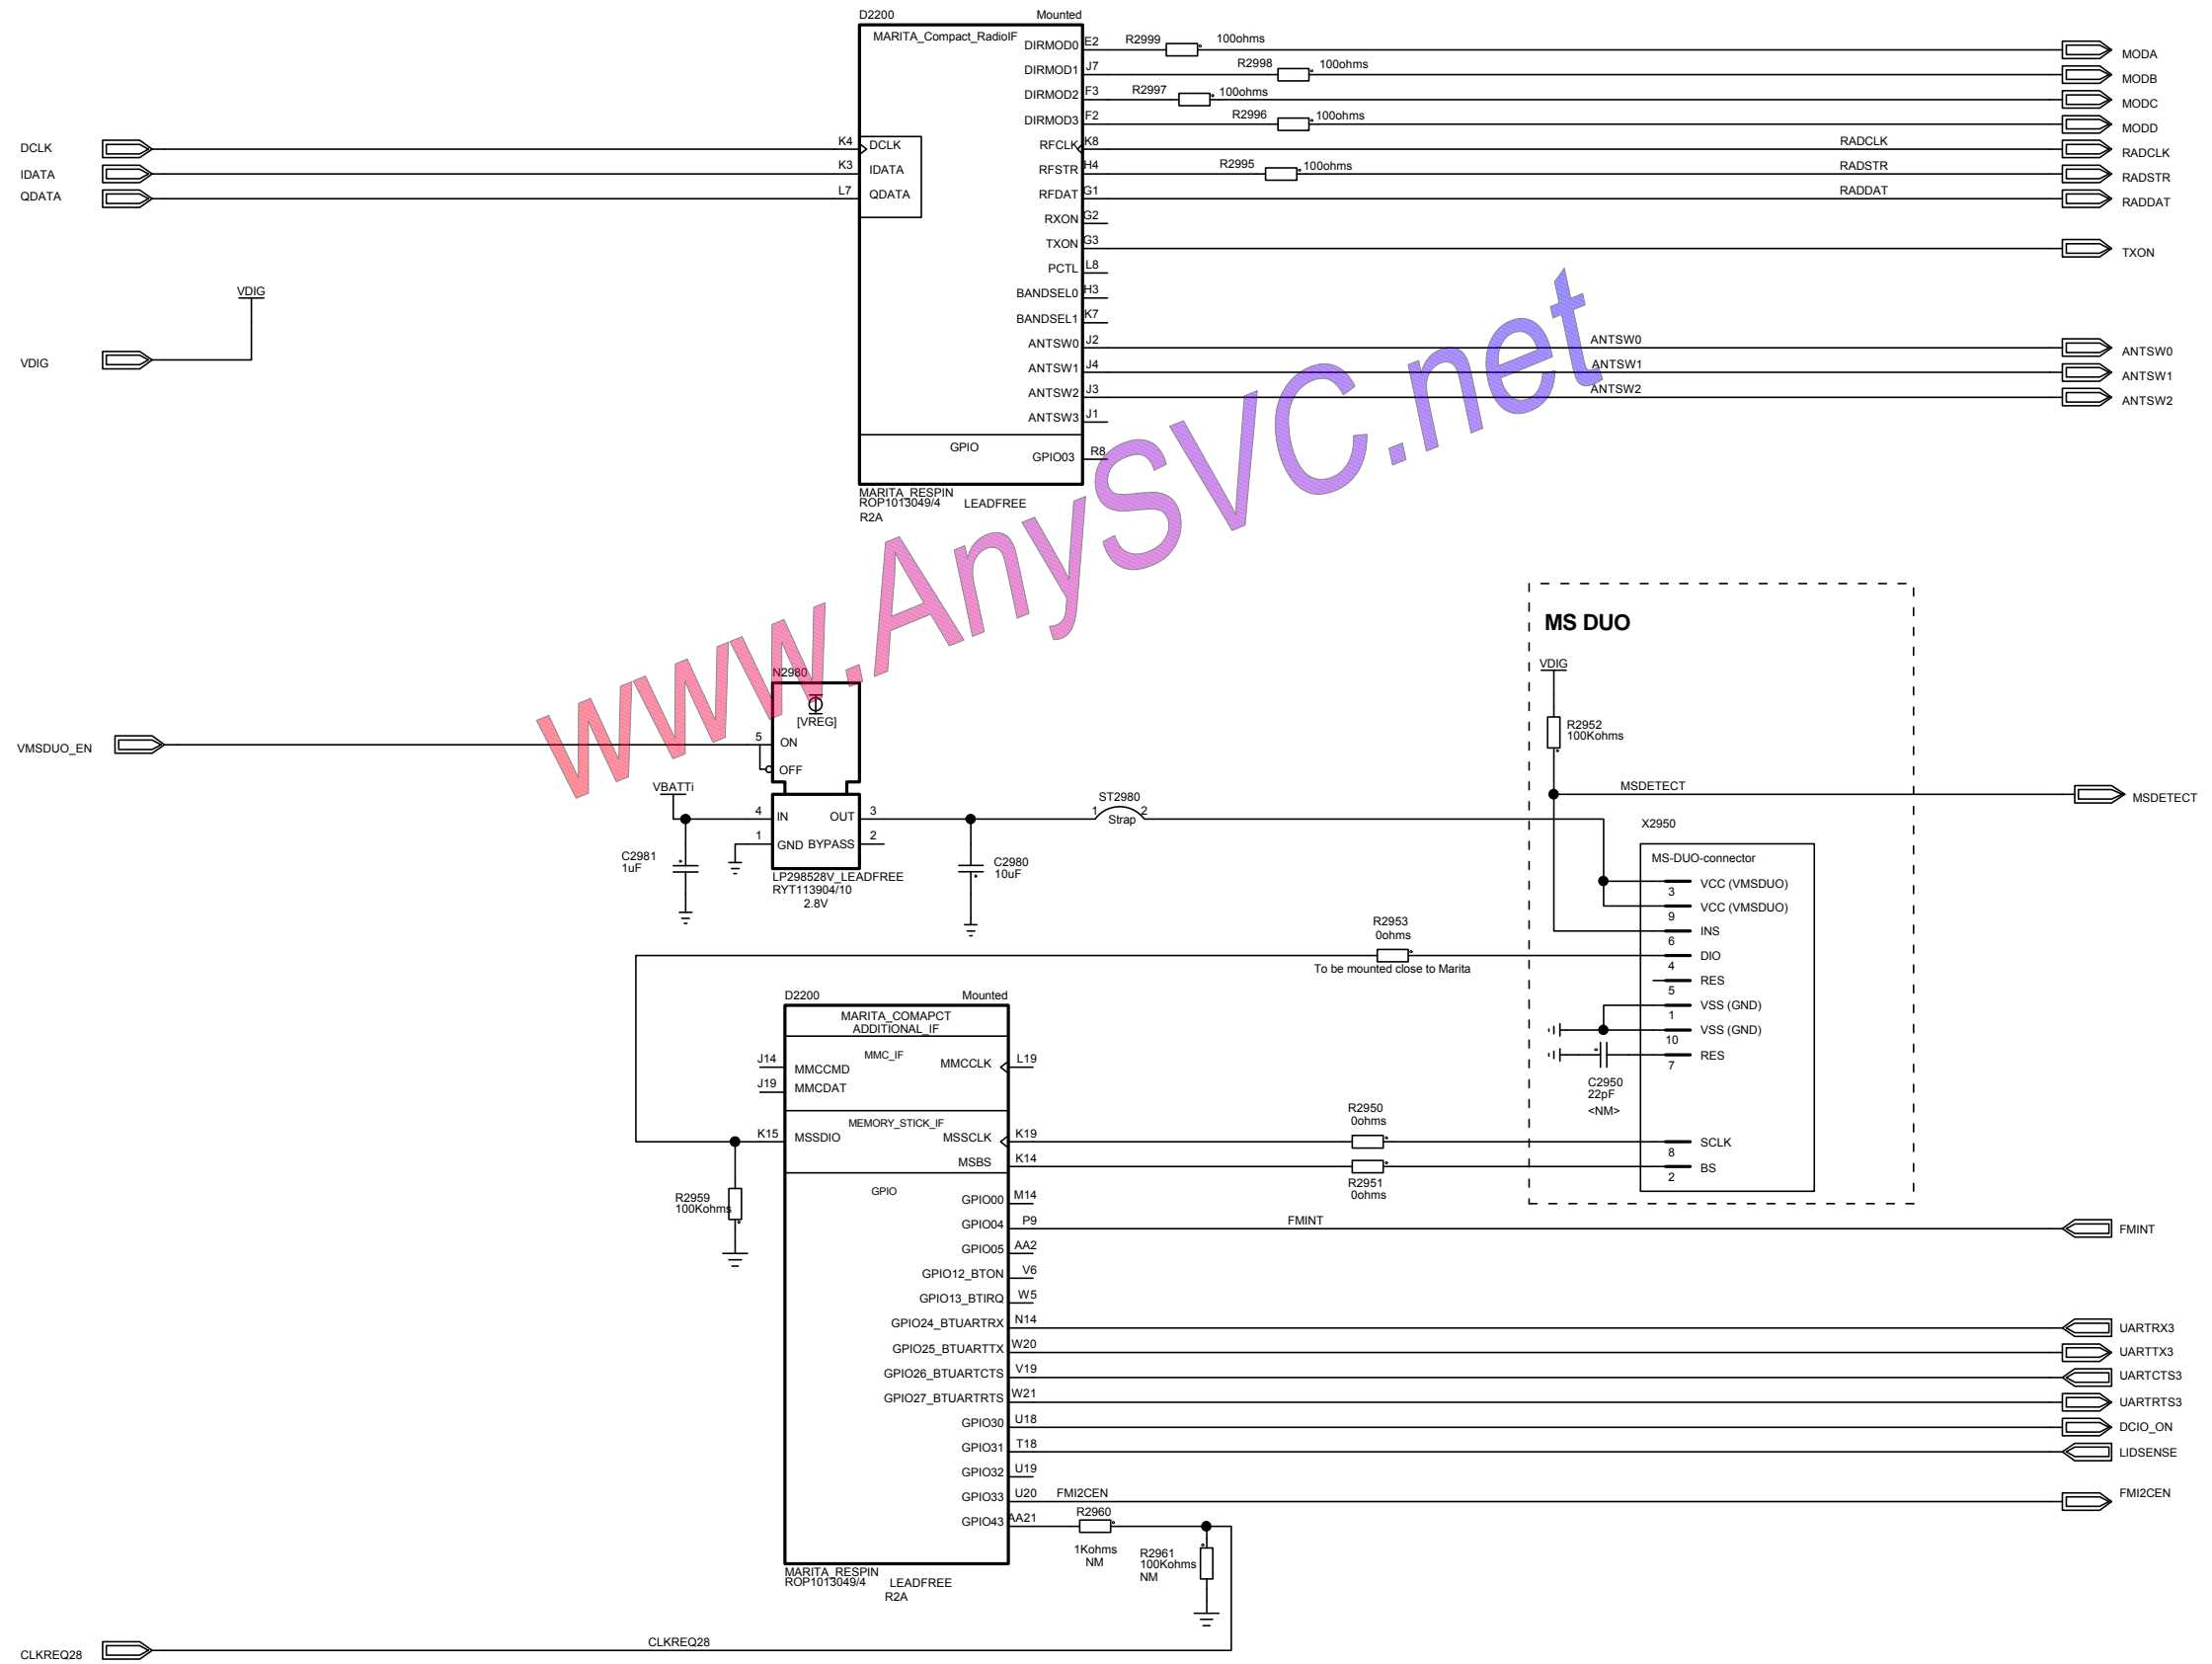 D2200 Mounted
MARITA_Compact_RadioIF
DIRMOD0 E2 R2999 100ohms MODA
DIRMOD1 J7 R2998 100ohms MODB
DIRMOD2 F3 R2997 100ohms MODC
DIRMOD3 F2 R2996 100ohms MODD
DCLK K4 DCLK RFCLK K8 RADCLK RADCLK
IDATA K3 IDATA RFSTR H4 R2995 100ohms RADSTR RADSTR
QDATA L7 QDATA RFDAT G1 RADDAT RADDAT
RXON G2
TXON G3 TXON
PCTL L8
VDIG BANDSEL0 H3
BANDSEL1 K7
ANTSW0 J2 ANTSW0 ANTSW0
VDIG ANTSW1 J4 ANTSW1 ANTSW1
ANTSW2 J3 ANTSW2 ANTSW2
ANTSW3 J1
GPIO GPIO03 R8
MARITA_RESPIN
ROP1013049/4 LEADFREE
R2A
www.AnySVC.net
MS DUO
VDIG
N2980
[VREG]
R2952
100Kohms
VMSDUO_EN 5 ON
OFF
VBATTi
MSDETECT MSDETECT
ST2980
4 IN OUT 3 1 Strap 2
1 GND BYPASS 2
C2981
1uF
C2980
10uF
LP298528V_LEADFREE
RYT113904/10
2.8V
X2950
MS-DUO-connector
3 VCC (VMSDUO)
9 VCC (VMSDUO)
6 INS
4 DIO
5 RES
1 VSS (GND)
10 VSS (GND)
7 RES
8 SCLK
2 BS
R2953
0ohms
To be mounted close to Marita
C2950
22pF
<NM>
D2200 Mounted
MARITA_COMAPCT
ADDITIONAL_IF
MMC_IF
J14 MMCCMD MMCCLK L19
J19 MMCDAT
MEMORY_STICK_IF
K15 MSSDIO MSSCLK K19
MSBS K14
R2950
0ohms
R2951
0ohms
R2959
100Kohms
GPIO
GPIO00 M14
GPIO04 P9 FMINT FMINT
GPIO05 AA2
GPIO12_BTON V6
GPIO13_BTIRQ W5
GPIO24_BTUARTRX N14 UARTRX3
GPIO25_BTUARTTX W20 UARTTX3
GPIO26_BTUARTCTS V19 UARTCTS3
GPIO27_BTUARTRTS W21 UARTRTS3
GPIO30 U18 DCIO_ON
GPIO31 T18 LIDSENSE
GPIO32 U19
GPIO33 U20 FMI2CEN FMI2CEN
GPIO43 AA21 R2960
1Kohms
NM
R2961
100Kohms
NM
MARITA_RESPIN
ROP1013049/4 LEADFREE
R2A
CLKREQ28 CLKREQ28